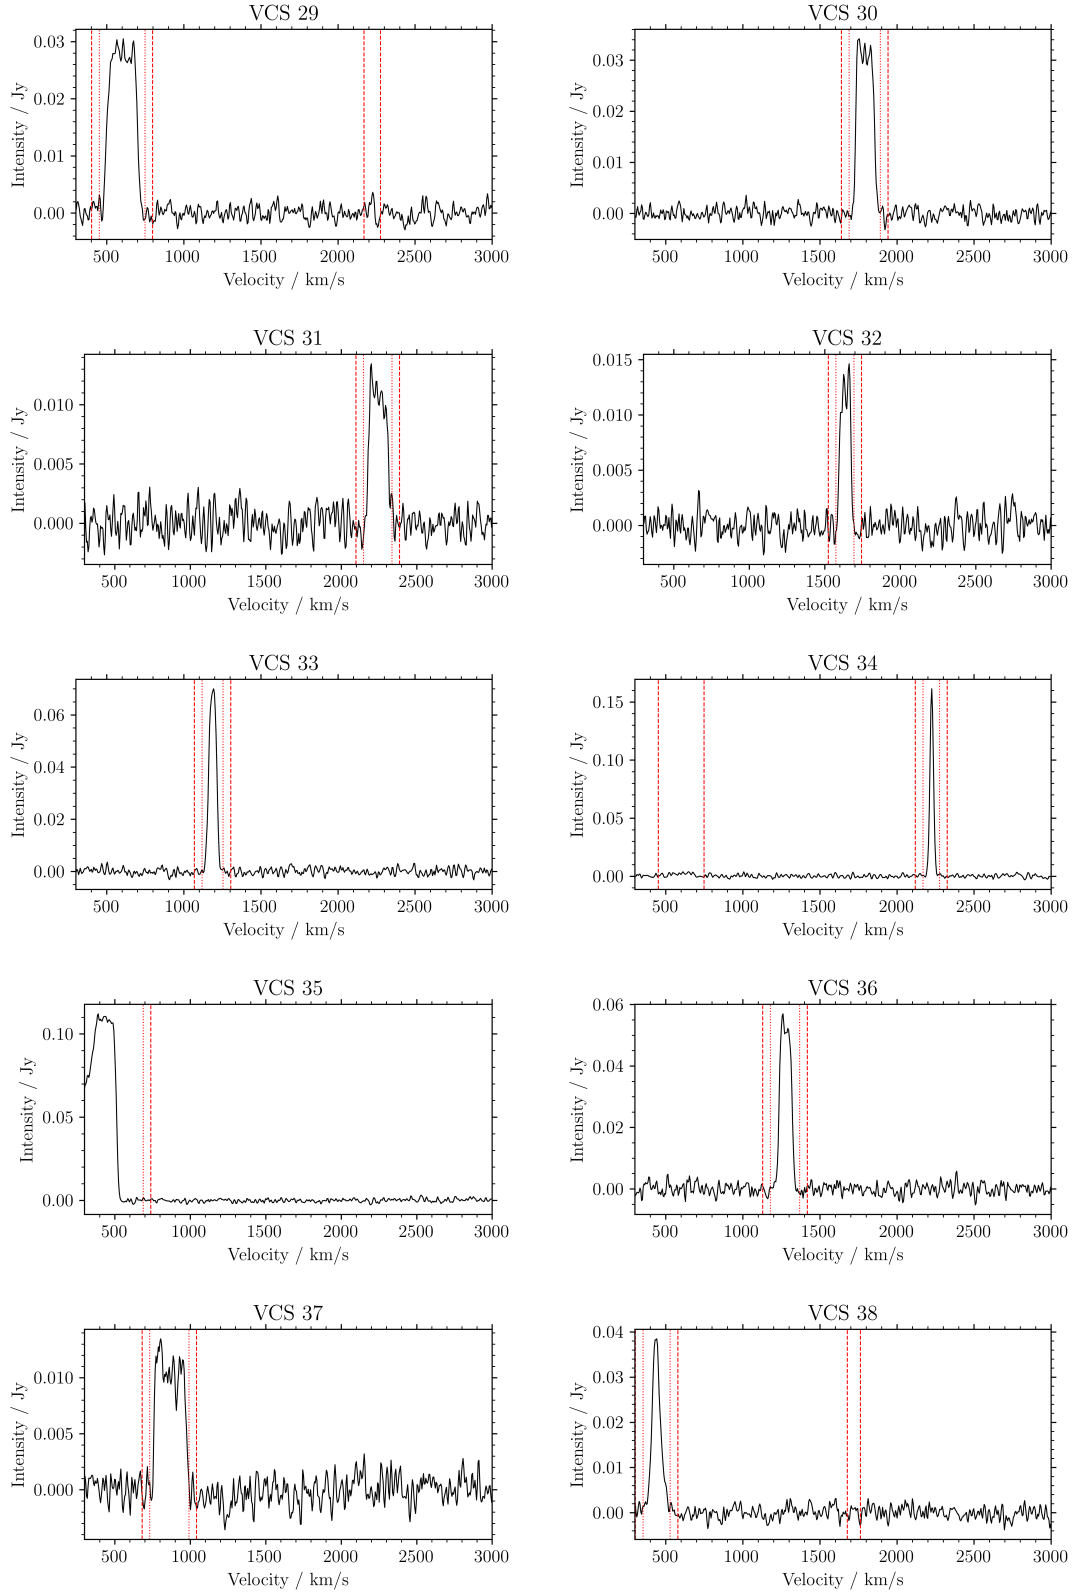 VCS 29
Intensity / Jy
0.03
0.02
0.01
0.00
500 1000 1500 2000 2500 3000
Velocity / km/s
VCS 30
Intensity / Jy
0.03
0.02
0.01
0.00
500 1000 1500 2000 2500 3000
Velocity / km/s
VCS 31
Intensity / Jy
0.010
0.005
0.000
500 1000 1500 2000 2500 3000
Velocity / km/s
VCS 32
Intensity / Jy
0.015
0.010
0.005
0.000
500 1000 1500 2000 2500 3000
Velocity / km/s
VCS 33
Intensity / Jy
0.06
0.04
0.02
0.00
500 1000 1500 2000 2500 3000
Velocity / km/s
VCS 34
Intensity / Jy
0.15
0.10
0.05
0.00
500 1000 1500 2000 2500 3000
Velocity / km/s
VCS 35
Intensity / Jy
0.10
0.05
0.00
500 1000 1500 2000 2500 3000
Velocity / km/s
VCS 36
Intensity / Jy
0.06
0.04
0.02
0.00
500 1000 1500 2000 2500 3000
Velocity / km/s
VCS 37
Intensity / Jy
0.010
0.005
0.000
500 1000 1500 2000 2500 3000
Velocity / km/s
VCS 38
Intensity / Jy
0.04
0.03
0.02
0.01
0.00
500 1000 1500 2000 2500 3000
Velocity / km/s